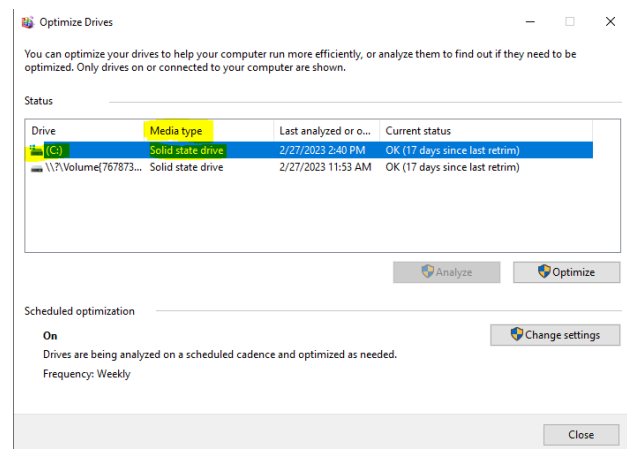 Optimize Drives
You can optimize your drives to help your computer run more efficiently, or analyze them to find out if they need to be
optimized. Only drives on or connected to your computer are shown.
Status
Drive Media type Last analyzed or o... Current status
(C:) Solid state drive 2/27/2023 2:40 PM OK (17 days since last retrim)
\\?\Volume{767873... Solid state drive 2/27/2023 11:53 AM OK (17 days since last retrim)
Analyze Optimize
Scheduled optimization
On Change settings
Drives are being analyzed on a scheduled cadence and optimized as needed.
Frequency: Weekly
Close